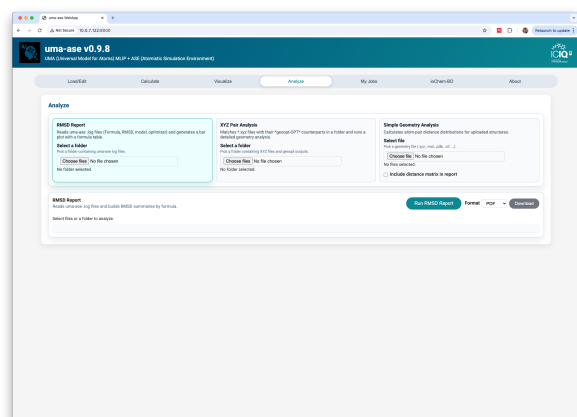 uma-ase WebApp
Not Secure 10.0.7.122:8000
Relaunch to update
uma-ase v0.9.8
UMA (Universal Model for Atoms) MLIP + ASE (Atomistic Simulation Environment)
ICIQ
Load/Edit
Calculate
Visualize
Analyze
My Jobs
ioChem-BD
About
Analyze
RMSD Report
Reads uma-ase .log files (Formula, RMSD, model, optimizer) and generates a bar
plot with a formula table.
Select a folder
Pick a folder containing uma-ase log files.
Choose files No file chosen
No folder selected.
XYZ Pair Analysis
Matches *.xyz files with their *geoopt-OPT* counterparts in a folder and runs a
detailed geometry analysis.
Select a folder
Pick a folder containing XYZ files and geoopt outputs.
Choose files No file chosen
No folder selected.
Simple Geometry Analysis
Calculates atom-pair distance distributions for uploaded structures.
Select file
Pick a geometry file (.xyz, .mol, .pdb, .cif, ...).
Choose file No file chosen
No files selected.
Include distance matrix in report
RMSD Report
Reads uma-ase .log files and builds RMSD summaries by formula.
Run RMSD Report
Format
PDF
Download
Select files or a folder to analyze.